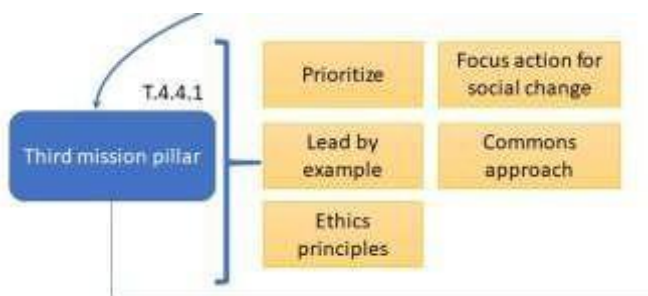 T.4.4.1
Third mission pillar
Prioritize
Focus action for
social change
Lead by
example
Commons
approach
Ethics
principles